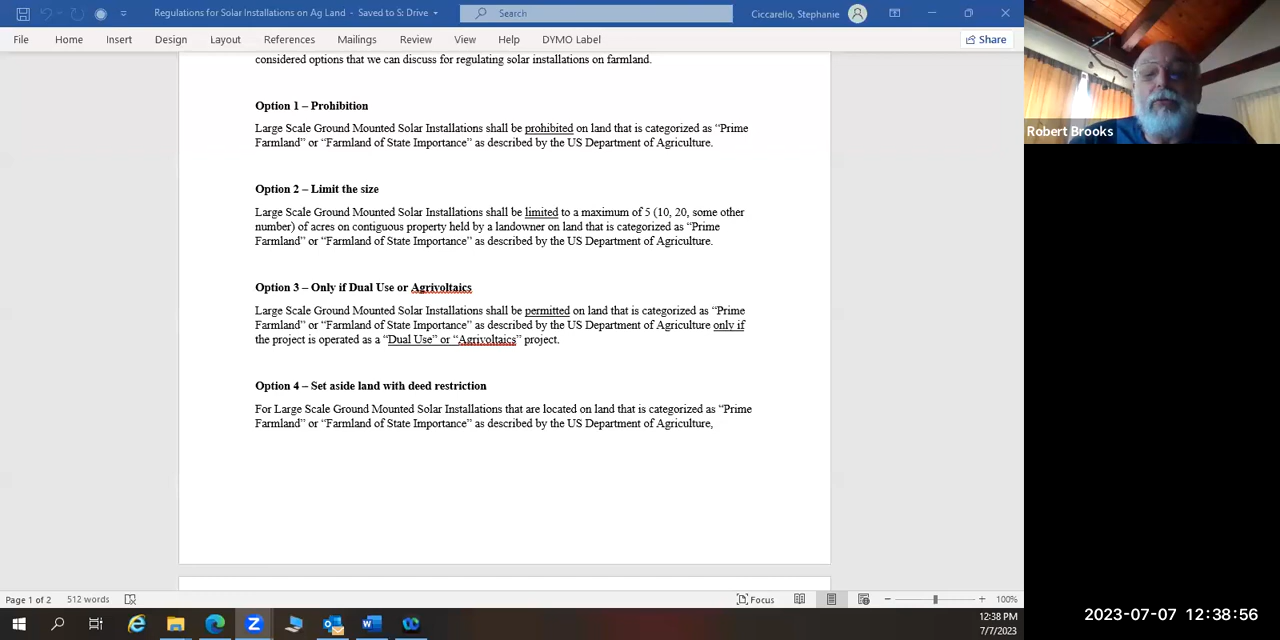 Regulations for Solar Installations on Ag Land - Saved to S: Drive
Search
Ciccarello, Stephanie
File Home Insert Design Layout References Mailings Review View Help DYMO Label Share
considered options that we can discuss for regulating solar installations on farmland.
Option 1 – Prohibition
Large Scale Ground Mounted Solar Installations shall be prohibited on land that is categorized as “Prime
Farmland” or “Farmland of State Importance” as described by the US Department of Agriculture.
Option 2 – Limit the size
Large Scale Ground Mounted Solar Installations shall be limited to a maximum of 5 (10, 20, some other
number) of acres on contiguous property held by a landowner on land that is categorized as “Prime
Farmland” or “Farmland of State Importance” as described by the US Department of Agriculture.
Option 3 – Only if Dual Use or Agrivoltaics
Large Scale Ground Mounted Solar Installations shall be permitted on land that is categorized as “Prime
Farmland” or “Farmland of State Importance” as described by the US Department of Agriculture only if
the project is operated as a “Dual Use” or “Agrivoltaics” project.
Option 4 – Set aside land with deed restriction
For Large Scale Ground Mounted Solar Installations that are located on land that is categorized as “Prime
Farmland” or “Farmland of State Importance” as described by the US Department of Agriculture,
Page 1 of 2 512 words Focus 100%
12:38 PM
7/7/2023
Robert Brooks
2023-07-07 12:38:56